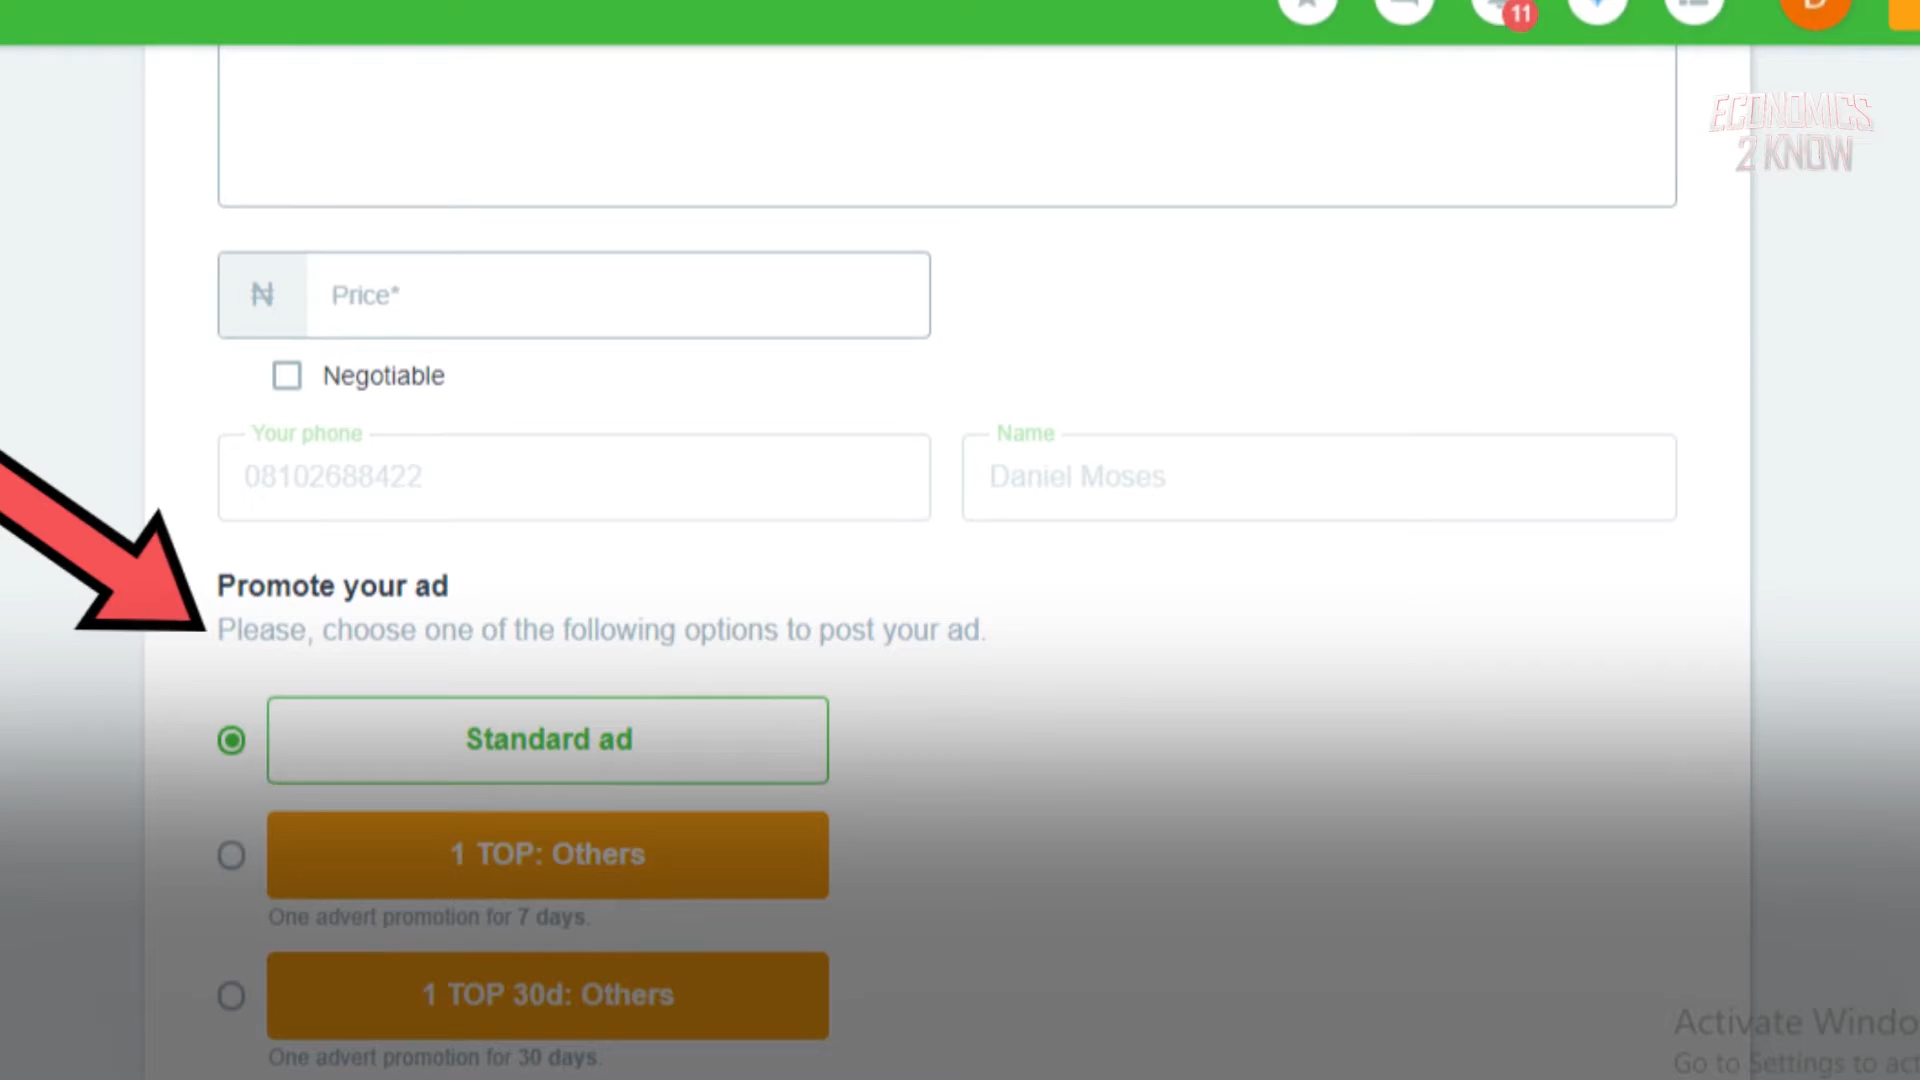 11
ECONOMICS
2 KNOW
₦ Price*
Negotiable
Your phone
08102688422
Name
Daniel Moses
Promote your ad
Please, choose one of the following options to post your ad.
Standard ad
1 TOP: Others
One advert promotion for 7 days.
1 TOP 30d: Others
One advert promotion for 30 days.
Activate Windo
Go to Settings to act